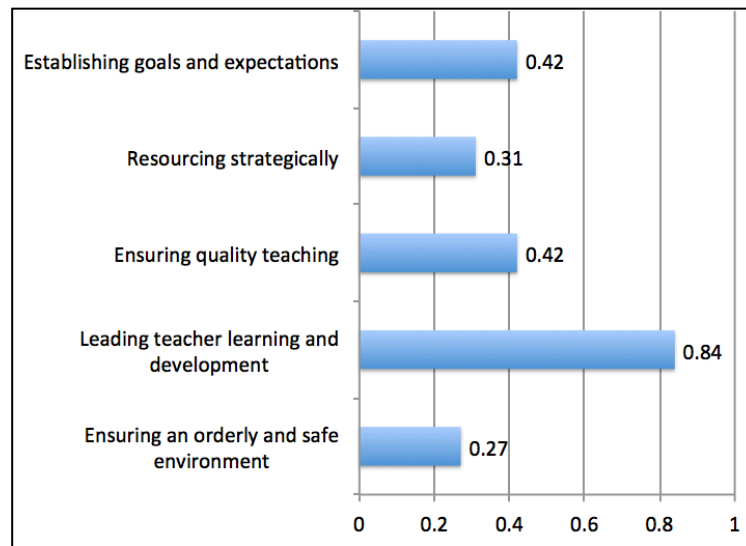 Establishing goals and expectations
0.42
Resourcing strategically
0.31
Ensuring quality teaching
0.42
Leading teacher learning and
development
0.84
Ensuring an orderly and safe
environment
0.27
0 0.2 0.4 0.6 0.8 1